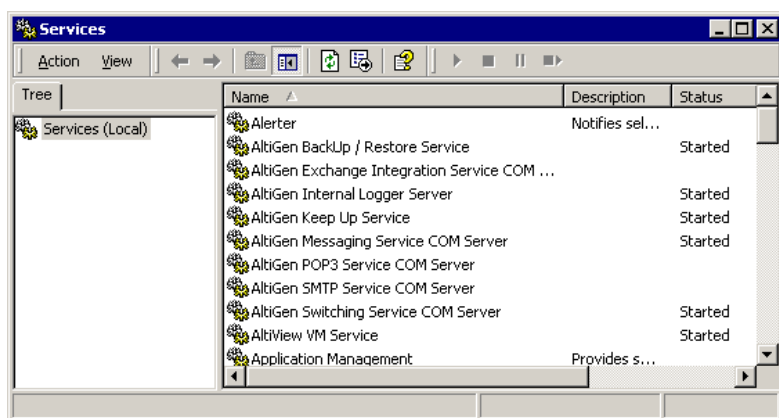 Services
Action View
Tree
Services (Local)
Name Description Status
Alerter Notifies sel...
AltiGen BackUp / Restore Service Started
AltiGen Exchange Integration Service COM ...
AltiGen Internal Logger Server Started
AltiGen Keep Up Service Started
AltiGen Messaging Service COM Server Started
AltiGen POP3 Service COM Server
AltiGen SMTP Service COM Server
AltiGen Switching Service COM Server Started
AltiView VM Service Started
Application Management Provides s...